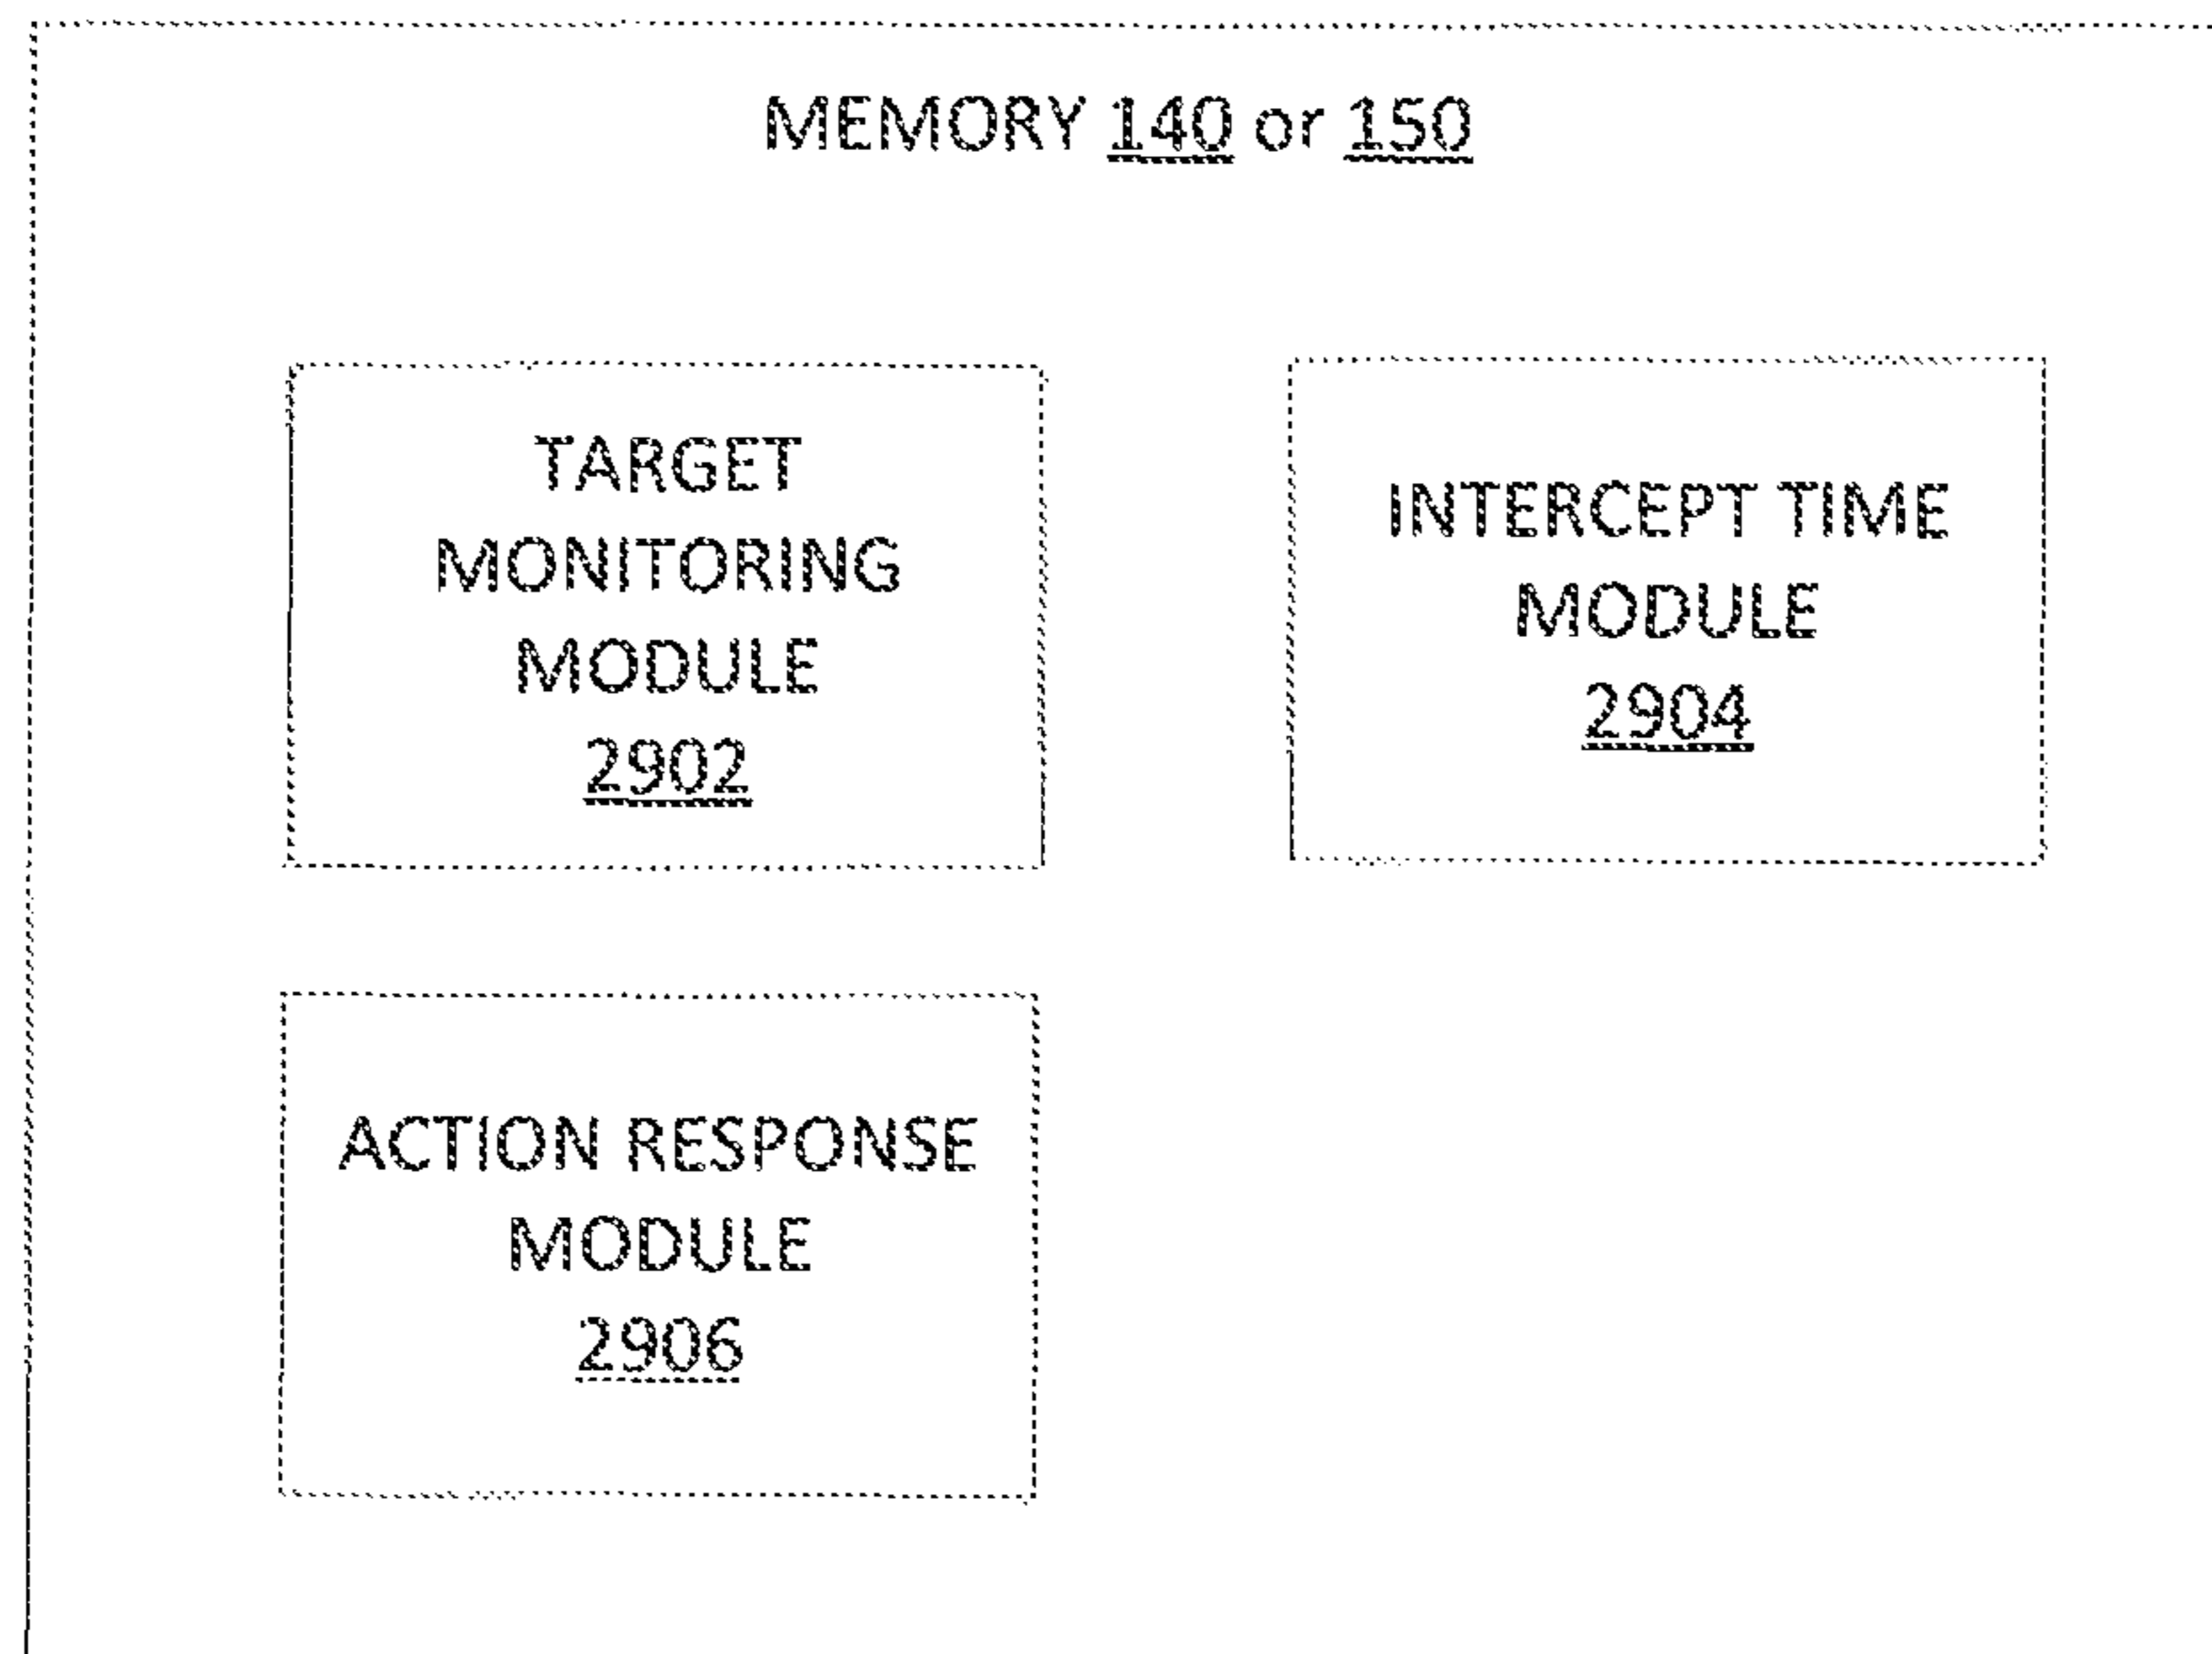 MEMORY 140 or 150
TARGET
MONITORING
MODULE
2902
INTERCEPT TIME
MODULE
2904
ACTION RESPONSE
MODULE
2906